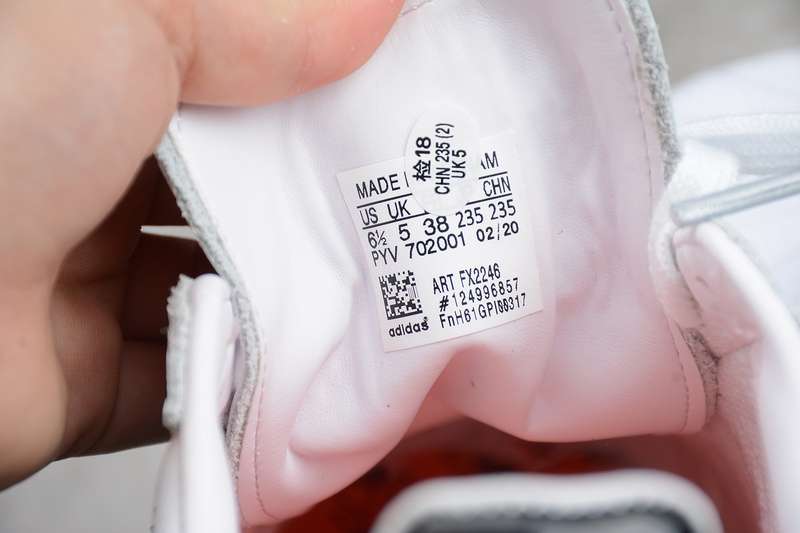 检18
CHN 235 (2)
UK 5
MADE I AM
US UK CHN
6½ 5 38 235 235
PYV 702001 02/20
ART FX2246
#124996857
adidas